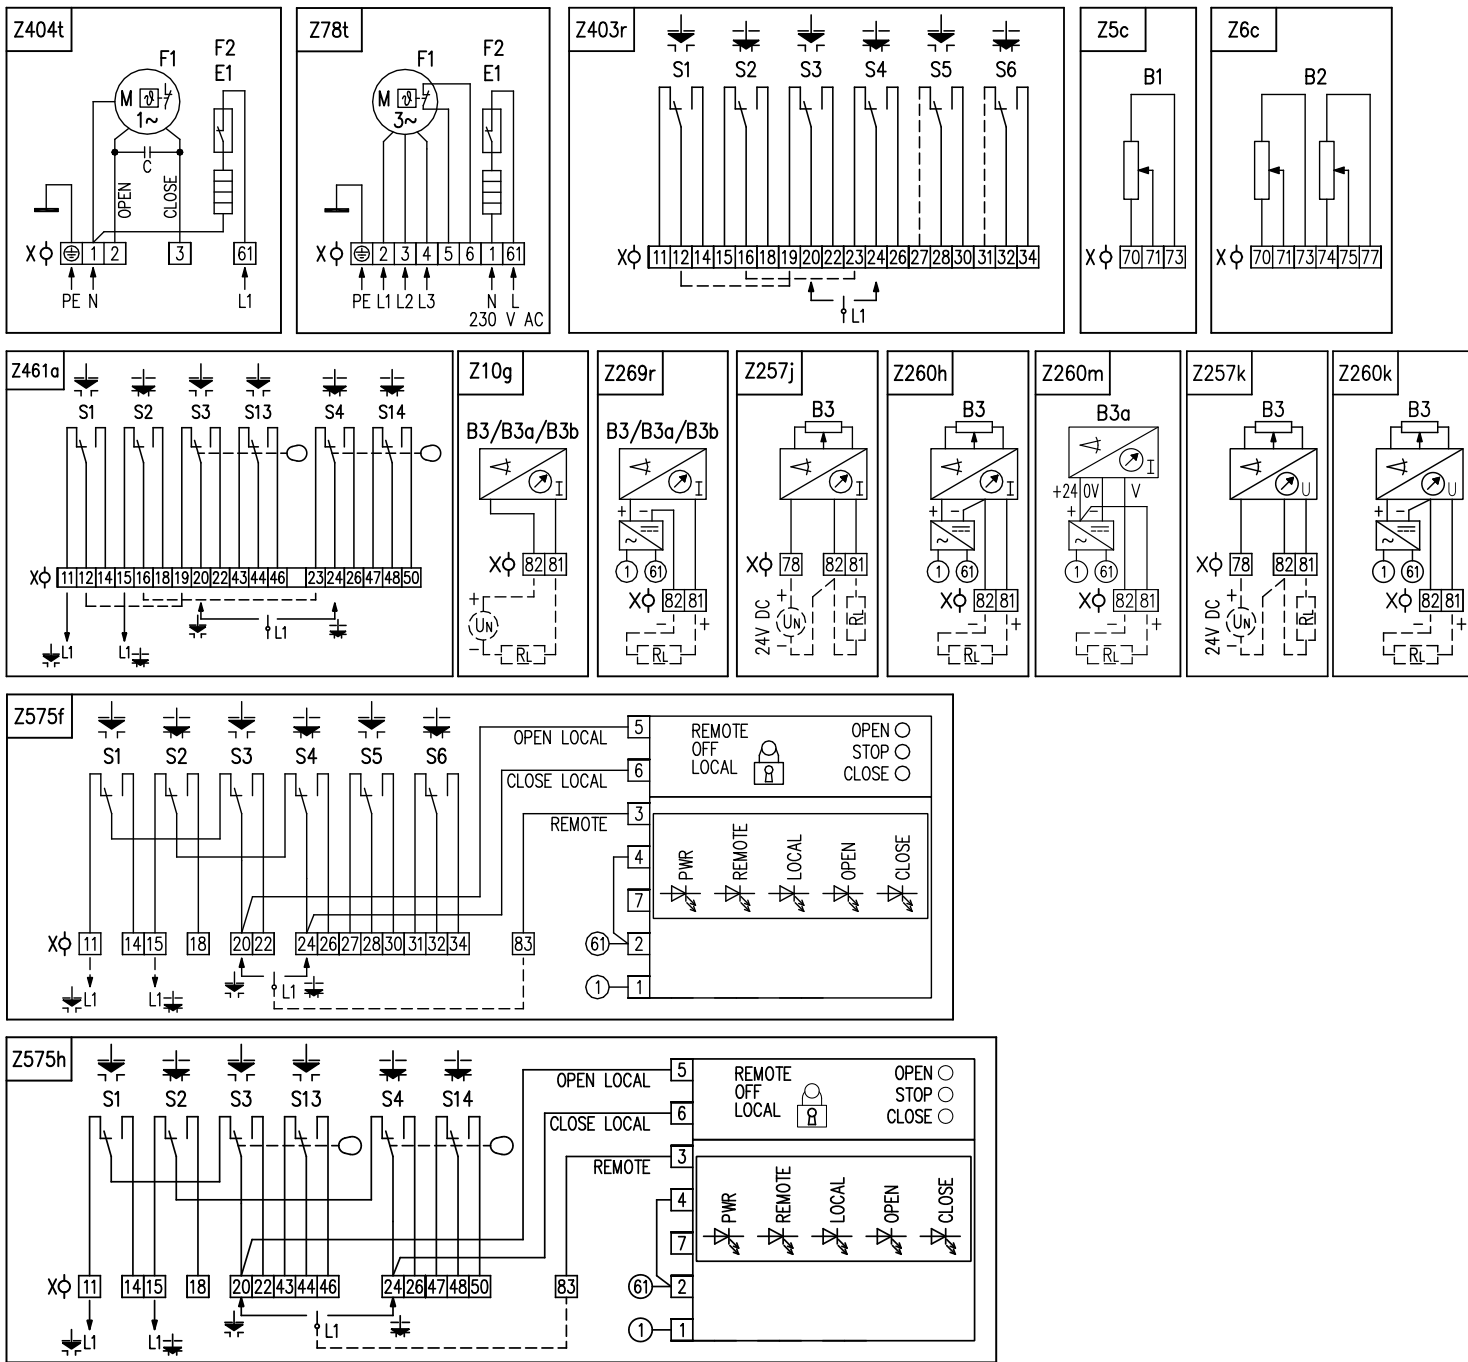 Z404t
F1
F2
E1
M ϑ
1~
C
OPEN
CLOSE
X 1 2 3 61
PE N L1
Z78t
F1
F2
E1
M ϑ
3~
X 2 3 4 5 6 1 61
PE L1 L2 L3 N L
230 V AC
Z403r
S1 S2 S3 S4 S5 S6
X 11 12 14 15 16 18 19 20 22 23 24 26 27 28 30 31 32 34
L1
Z5c
B1
X 70 71 73
Z6c
B2
X 70 71 73 74 75 77
Z461a
S1 S2 S3 S13 S4 S14
X 11 12 14 15 16 18 19 20 22 43 44 46 23 24 26 47 48 50
L1
L1 L1
Z10g
B3/B3a/B3b
I
X 82 81
+
UN
-
RL
Z269r
B3/B3a/B3b
I
+ -
~
1 61
X 82 81
- +
RL
Z257j
B3
I
X 78 82 81
+
24V DC UN RL
-
Z260h
B3
I
+ -
~
1 61
X 82 81
- +
RL
Z260m
B3a
I
+24 0V V
+ -
~
1 61
X 82 81
- +
RL
Z257k
B3
U
X 78 82 81
+
24V DC UN RL
-
Z260k
B3
U
+ -
~
1 61
X 82 81
- +
RL
Z575f
S1 S2 S3 S4 S5 S6
OPEN LOCAL 5
CLOSE LOCAL 6
REMOTE 3
4
7
61 2
1 1
REMOTE
OFF
LOCAL
OPEN
STOP
CLOSE
PWR
REMOTE
LOCAL
OPEN
CLOSE
X 11 14 15 18 20 22 24 26 27 28 30 31 32 34 83
L1 L1 L1
Z575h
S1 S2 S3 S13 S4 S14
OPEN LOCAL 5
CLOSE LOCAL 6
REMOTE 3
4
7
61 2
1 1
REMOTE
OFF
LOCAL
OPEN
STOP
CLOSE
PWR
REMOTE
LOCAL
OPEN
CLOSE
X 11 14 15 18 20 22 43 44 46 24 26 47 48 50 83
L1 L1 L1